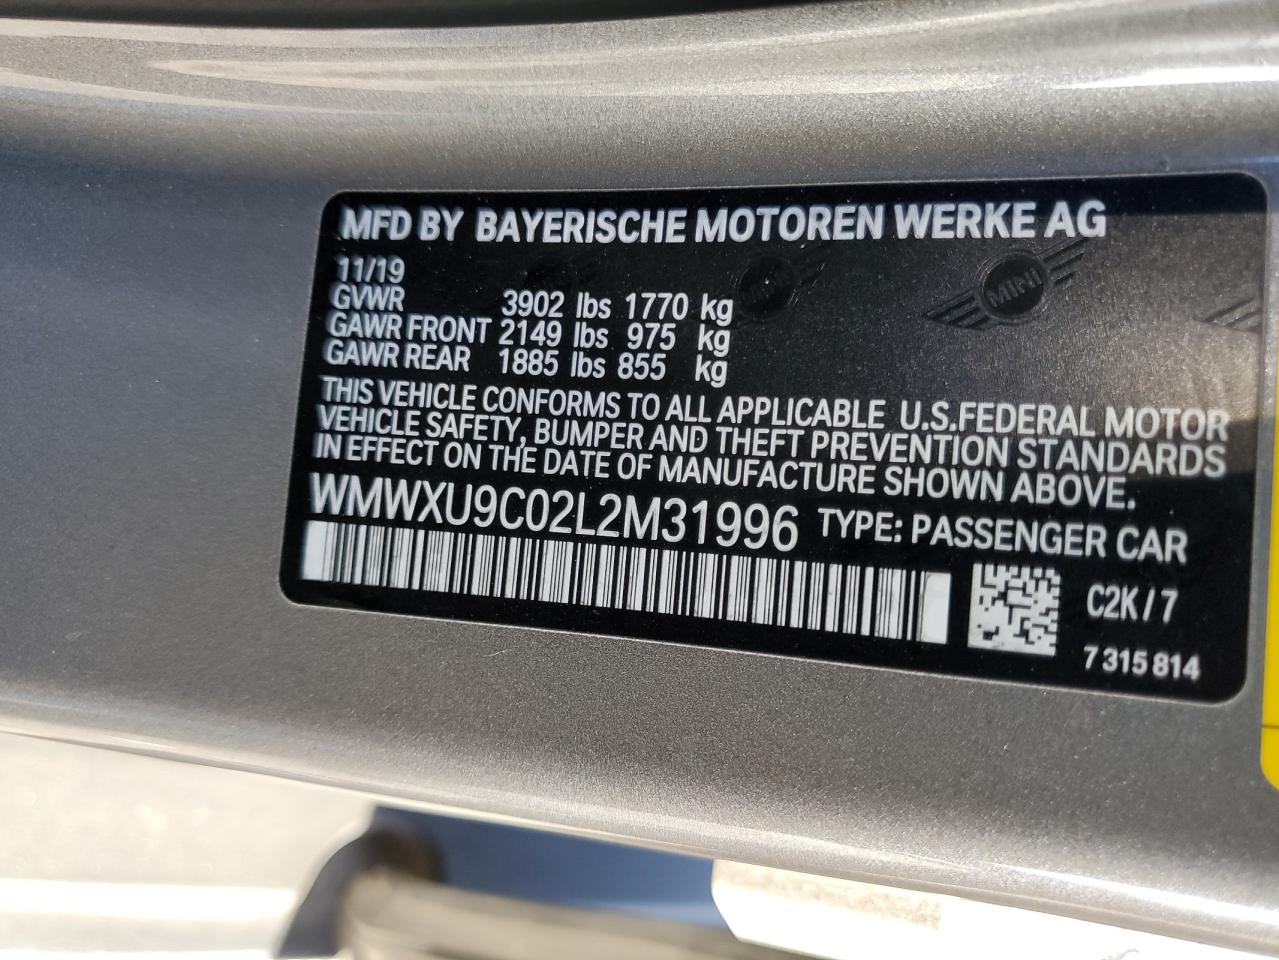 MFD BY BAYERISCHE MOTOREN WERKE AG
11/19
GVWR 3902 lbs 1770 kg
GAWR FRONT 2149 lbs 975 kg
GAWR REAR 1885 lbs 855 kg
MINI
THIS VEHICLE CONFORMS TO ALL APPLICABLE U.S.FEDERAL MOTOR
VEHICLE SAFETY, BUMPER AND THEFT PREVENTION STANDARDS
IN EFFECT ON THE DATE OF MANUFACTURE SHOWN ABOVE.
WMWXU9C02L2M31996 TYPE: PASSENGER CAR
C2K/7
7 315 814